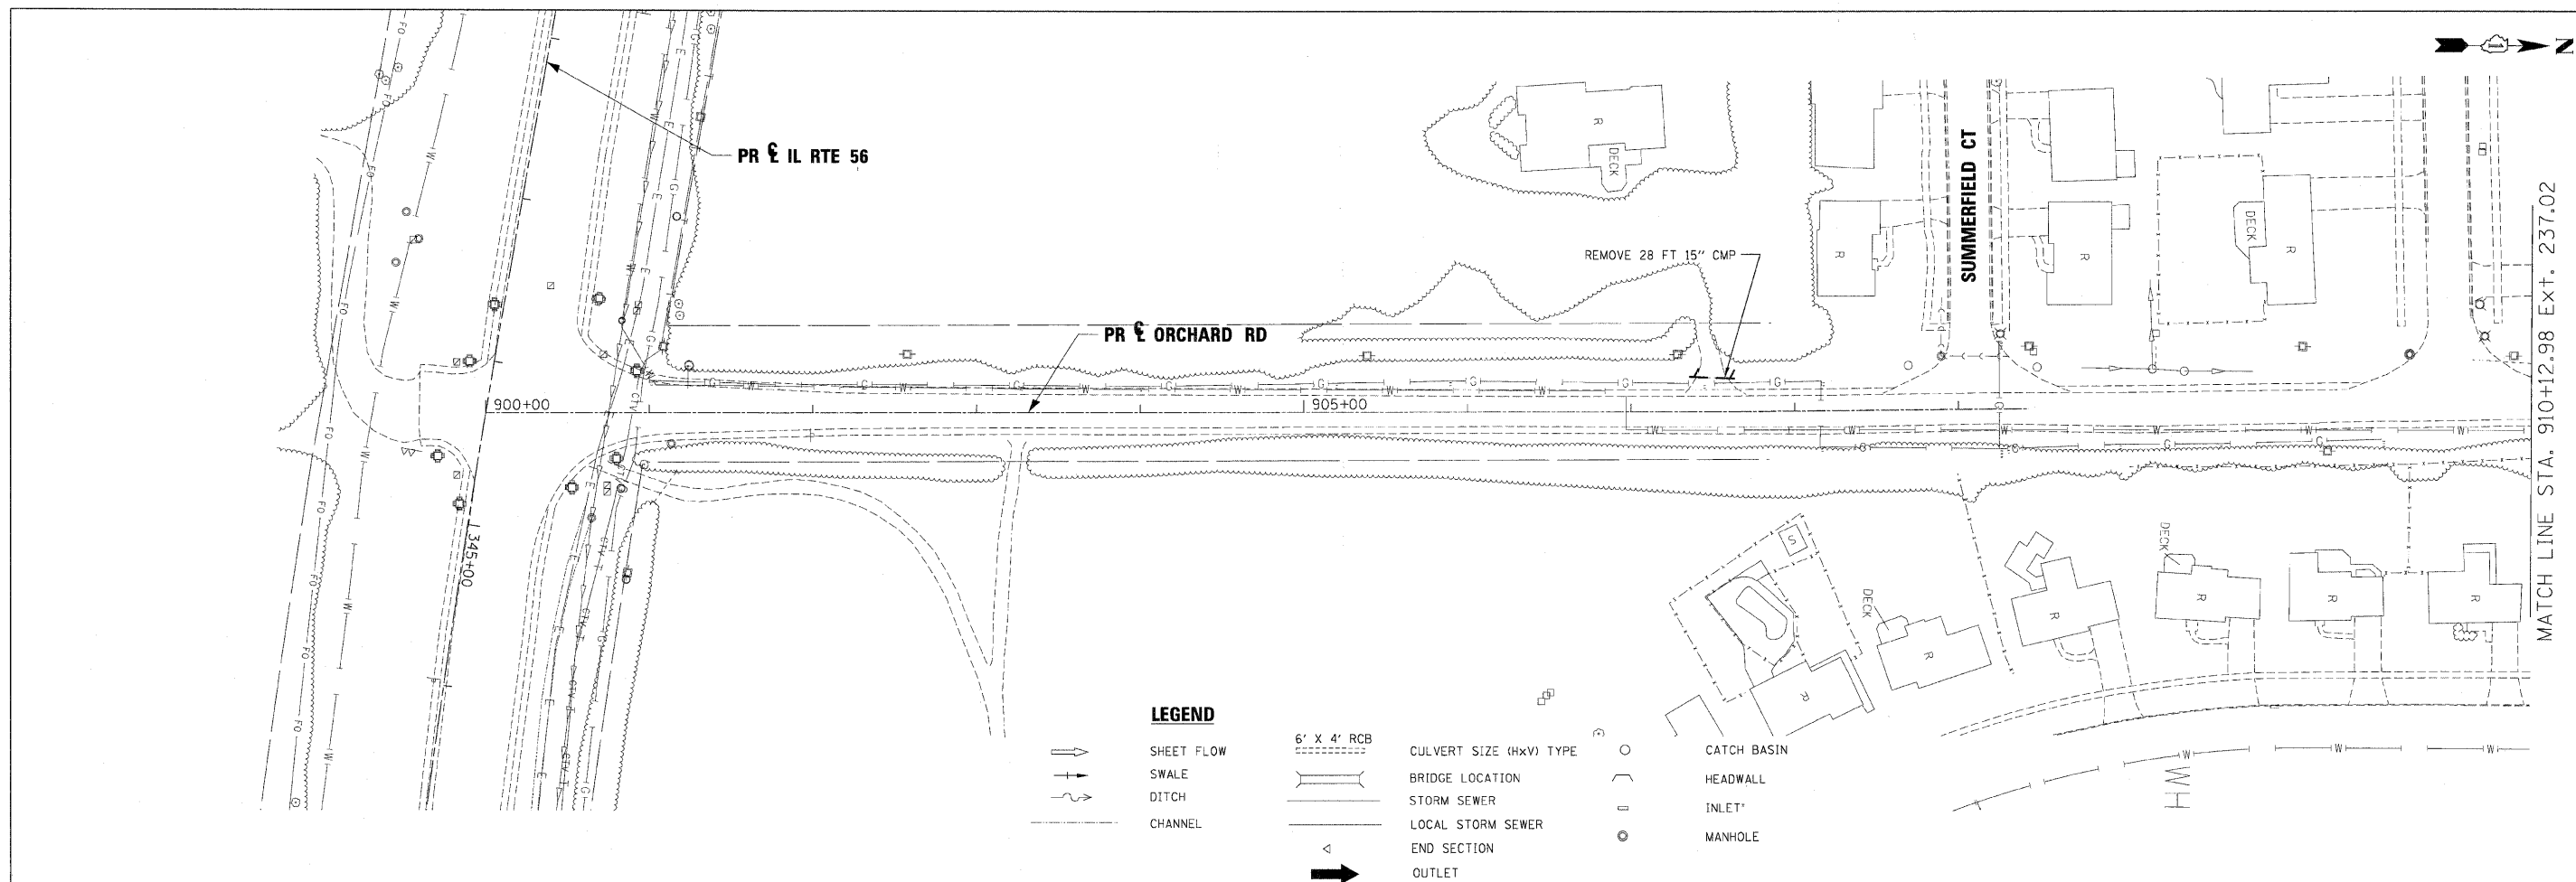 N
PR ℄ IL RTE 56
DECK
R
SUMMERFIELD CT
REMOVE 28 FT 15" CMP
R
R
DECK
R
PR ℄ ORCHARD RD
900+00
905+00
345+00
MATCH LINE STA. 910+12.98 Ext. 237.02
S
DECK
R
R
R
DECK
R
R
R
WH
LEGEND
SHEET FLOW
SWALE
DITCH
CHANNEL
6' X 4' RCB
CULVERT SIZE (HxV) TYPE
BRIDGE LOCATION
STORM SEWER
LOCAL STORM SEWER
END SECTION
OUTLET
CATCH BASIN
HEADWALL
INLET
MANHOLE